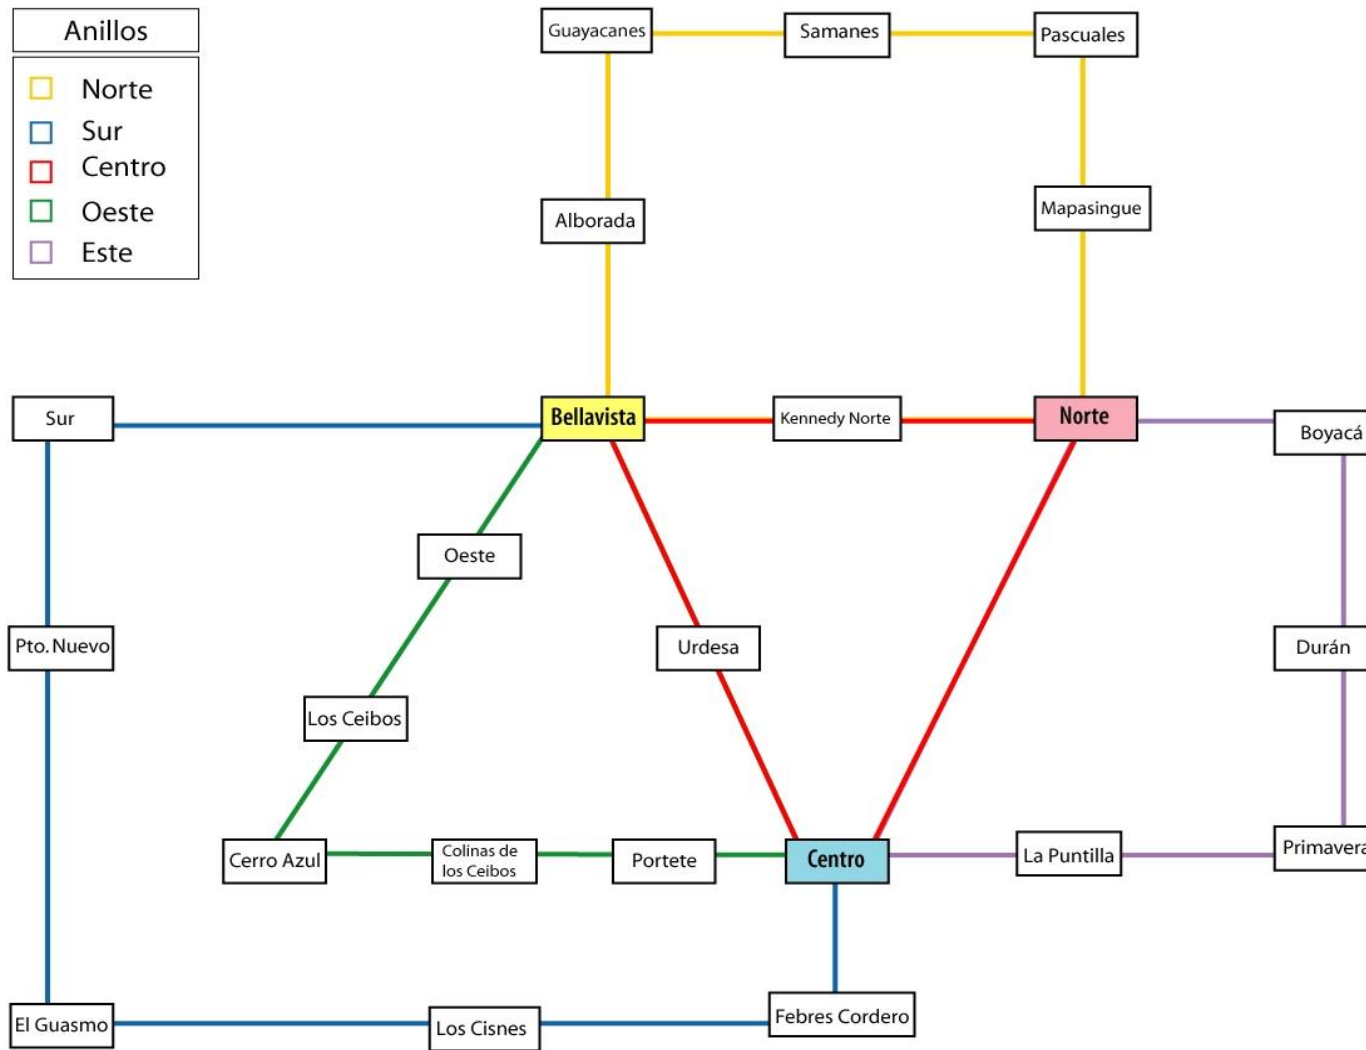 Anillos
Norte
Sur
Centro
Oeste
Este
Guayacanes
Samanes
Pascuales
Alborada
Mapasingue
Sur
Bellavista
Kennedy Norte
Norte
Boyacá
Oeste
Pto. Nuevo
Urdesa
Durán
Los Ceibos
Cerro Azul
Colinas de
los Ceibos
Portete
Centro
La Puntilla
Primavera
El Guasmo
Los Cisnes
Febres Cordero